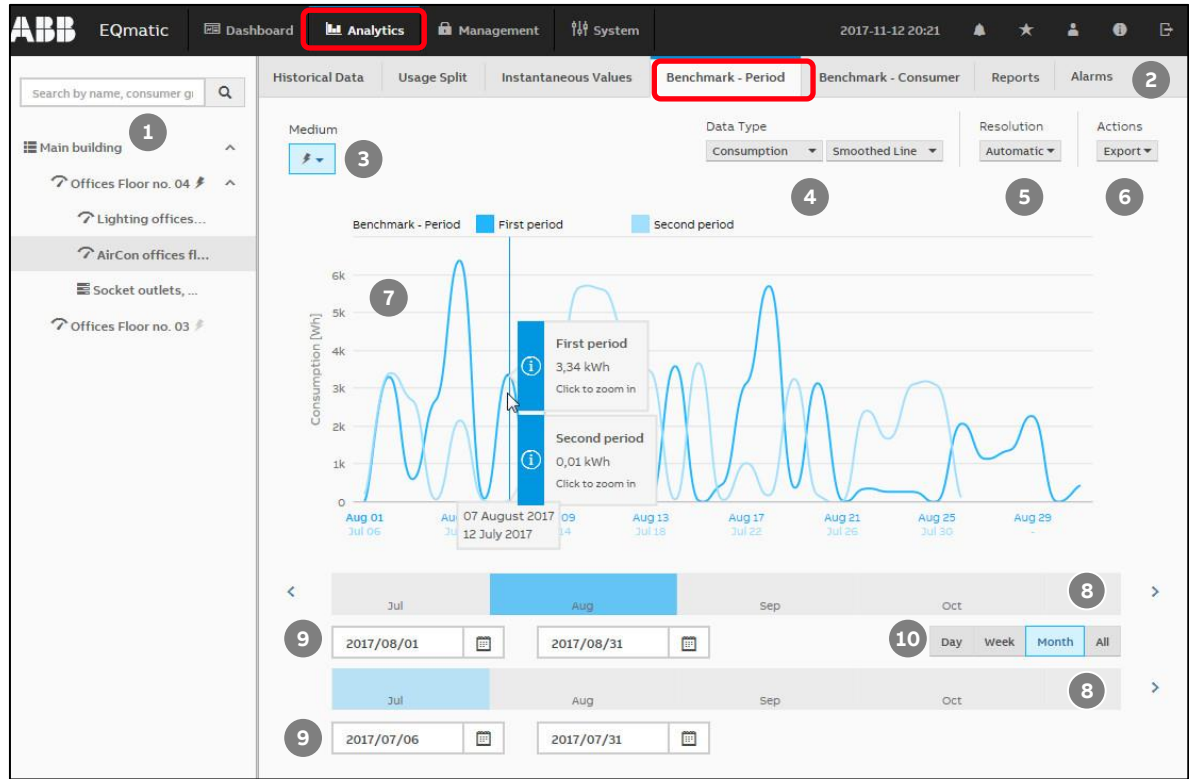 ABB EQmatic Dashboard Analytics Management System 2017-11-12 20:21
Historical Data Usage Split Instantaneous Values Benchmark - Period Benchmark - Consumer Reports Alarms 2
Search by name, consumer gr
1
Main building
Offices Floor no. 04
Lighting offices...
AirCon offices fl...
Socket outlets, ...
Offices Floor no. 03
Medium
3
Data Type
Consumption Smoothed Line
4
Resolution
Automatic
5
Actions
Export
6
Benchmark - Period First period Second period
7
Consumption [Wh]
6k
5k
4k
3k
2k
1k
0
First period
3,34 kWh
Click to zoom in
Second period
0,01 kWh
Click to zoom in
07 August 2017
12 July 2017
Aug 01 Au 09 Aug 13 Aug 17 Aug 21 Aug 25 Aug 29
Jul 06 Ju 14 Jul 18 Jul 22 Jul 26 Jul 30 -
< Jul Aug Sep Oct 8 >
9 2017/08/01 2017/08/31 10 Day Week Month All
Jul Aug Sep Oct 8 >
9 2017/07/06 2017/07/31